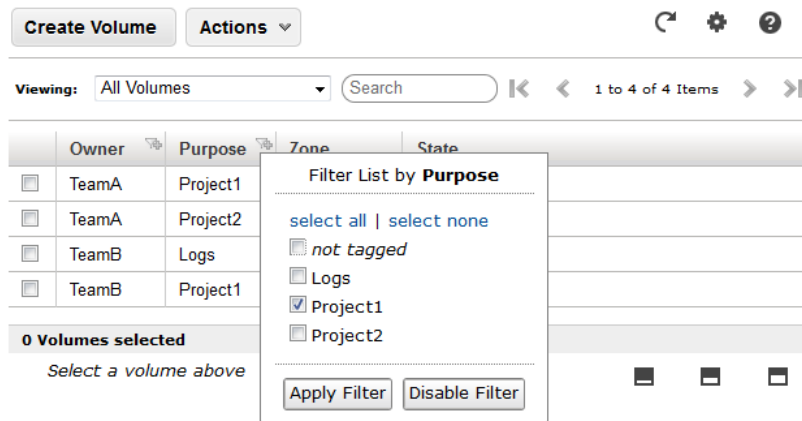 Create Volume Actions
Viewing: All Volumes Search 1 to 4 of 4 Items
Owner Purpose Zone State
TeamA Project1
TeamA Project2
TeamB Logs
TeamB Project1
Filter List by Purpose
select all | select none
not tagged
Logs
Project1
Project2
Apply Filter Disable Filter
0 Volumes selected
Select a volume above